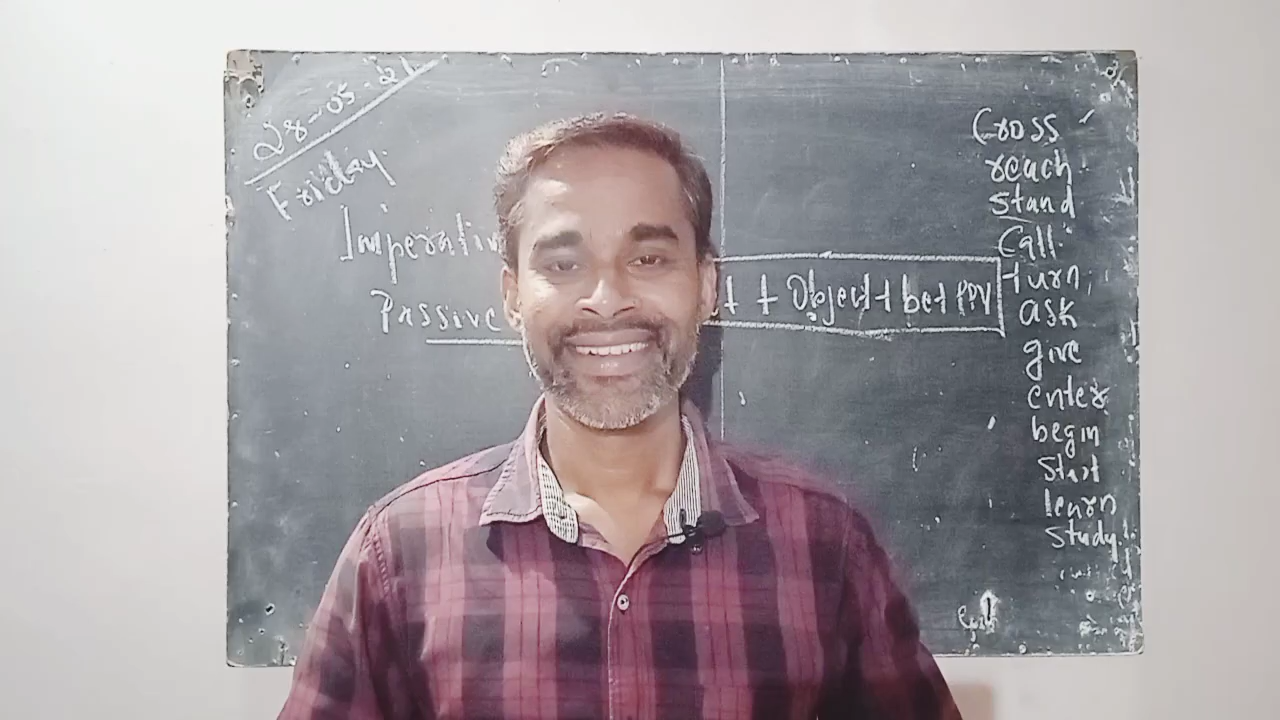 28-05-21
Friday.
Imperativ
Passive
t + Object + be + PPV
Cross
reach
Stand
Call
turn,
ask
give
enter
begin
Start
learn
Study